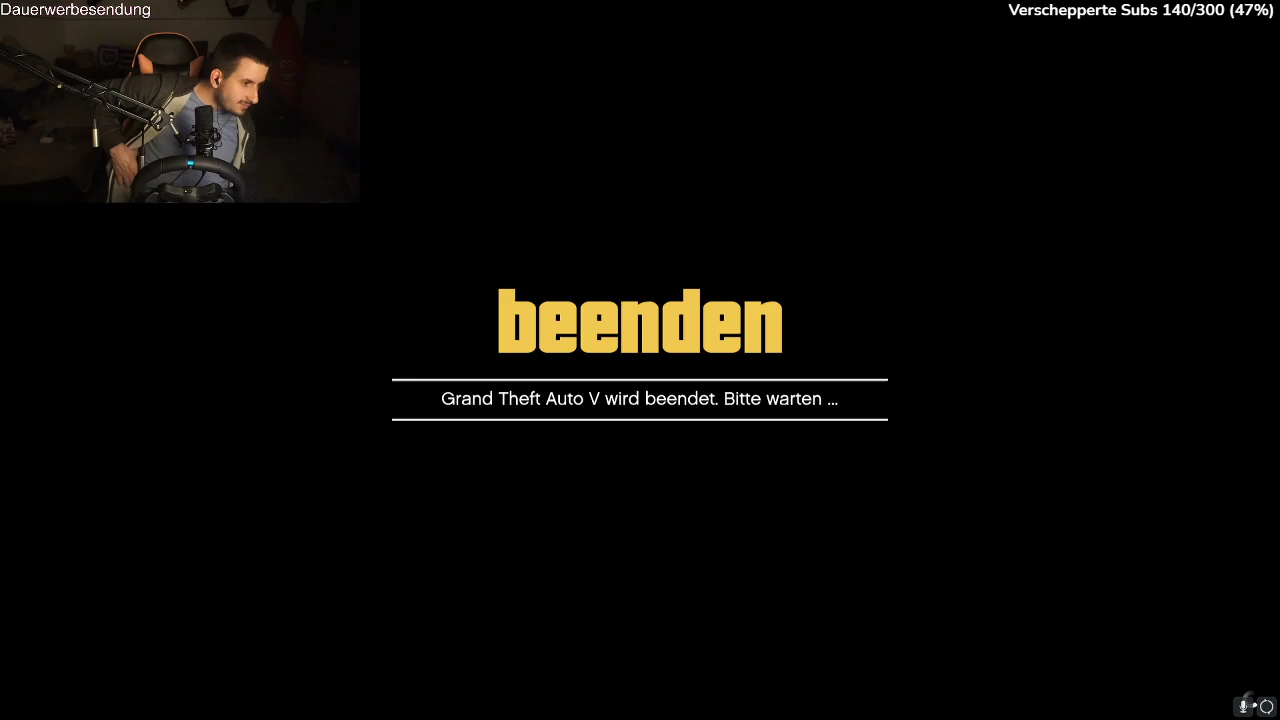 Dauerwerbesendung
Verschepperte Subs 140/300 (47%)
beenden
Grand Theft Auto V wird beendet. Bitte warten ...